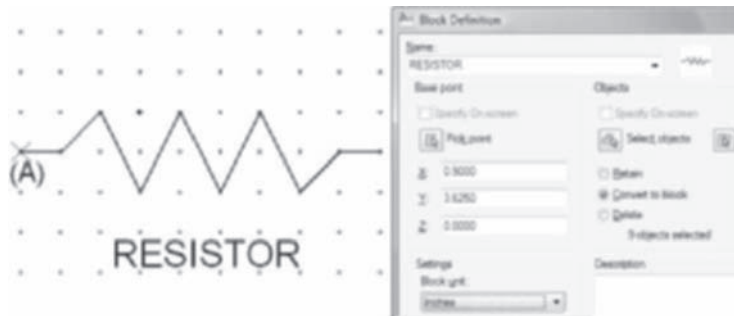 (A)
RESISTOR
Block Definition
Name:
RESISTOR
Base point
Specify On-screen
Pick point
X: 0.5000
Y: 3.6250
Z: 0.0000
Objects
Specify On-screen
Select objects
Retain
Convert to block
Delete
9 objects selected
Settings
Block unit:
Inches
Description